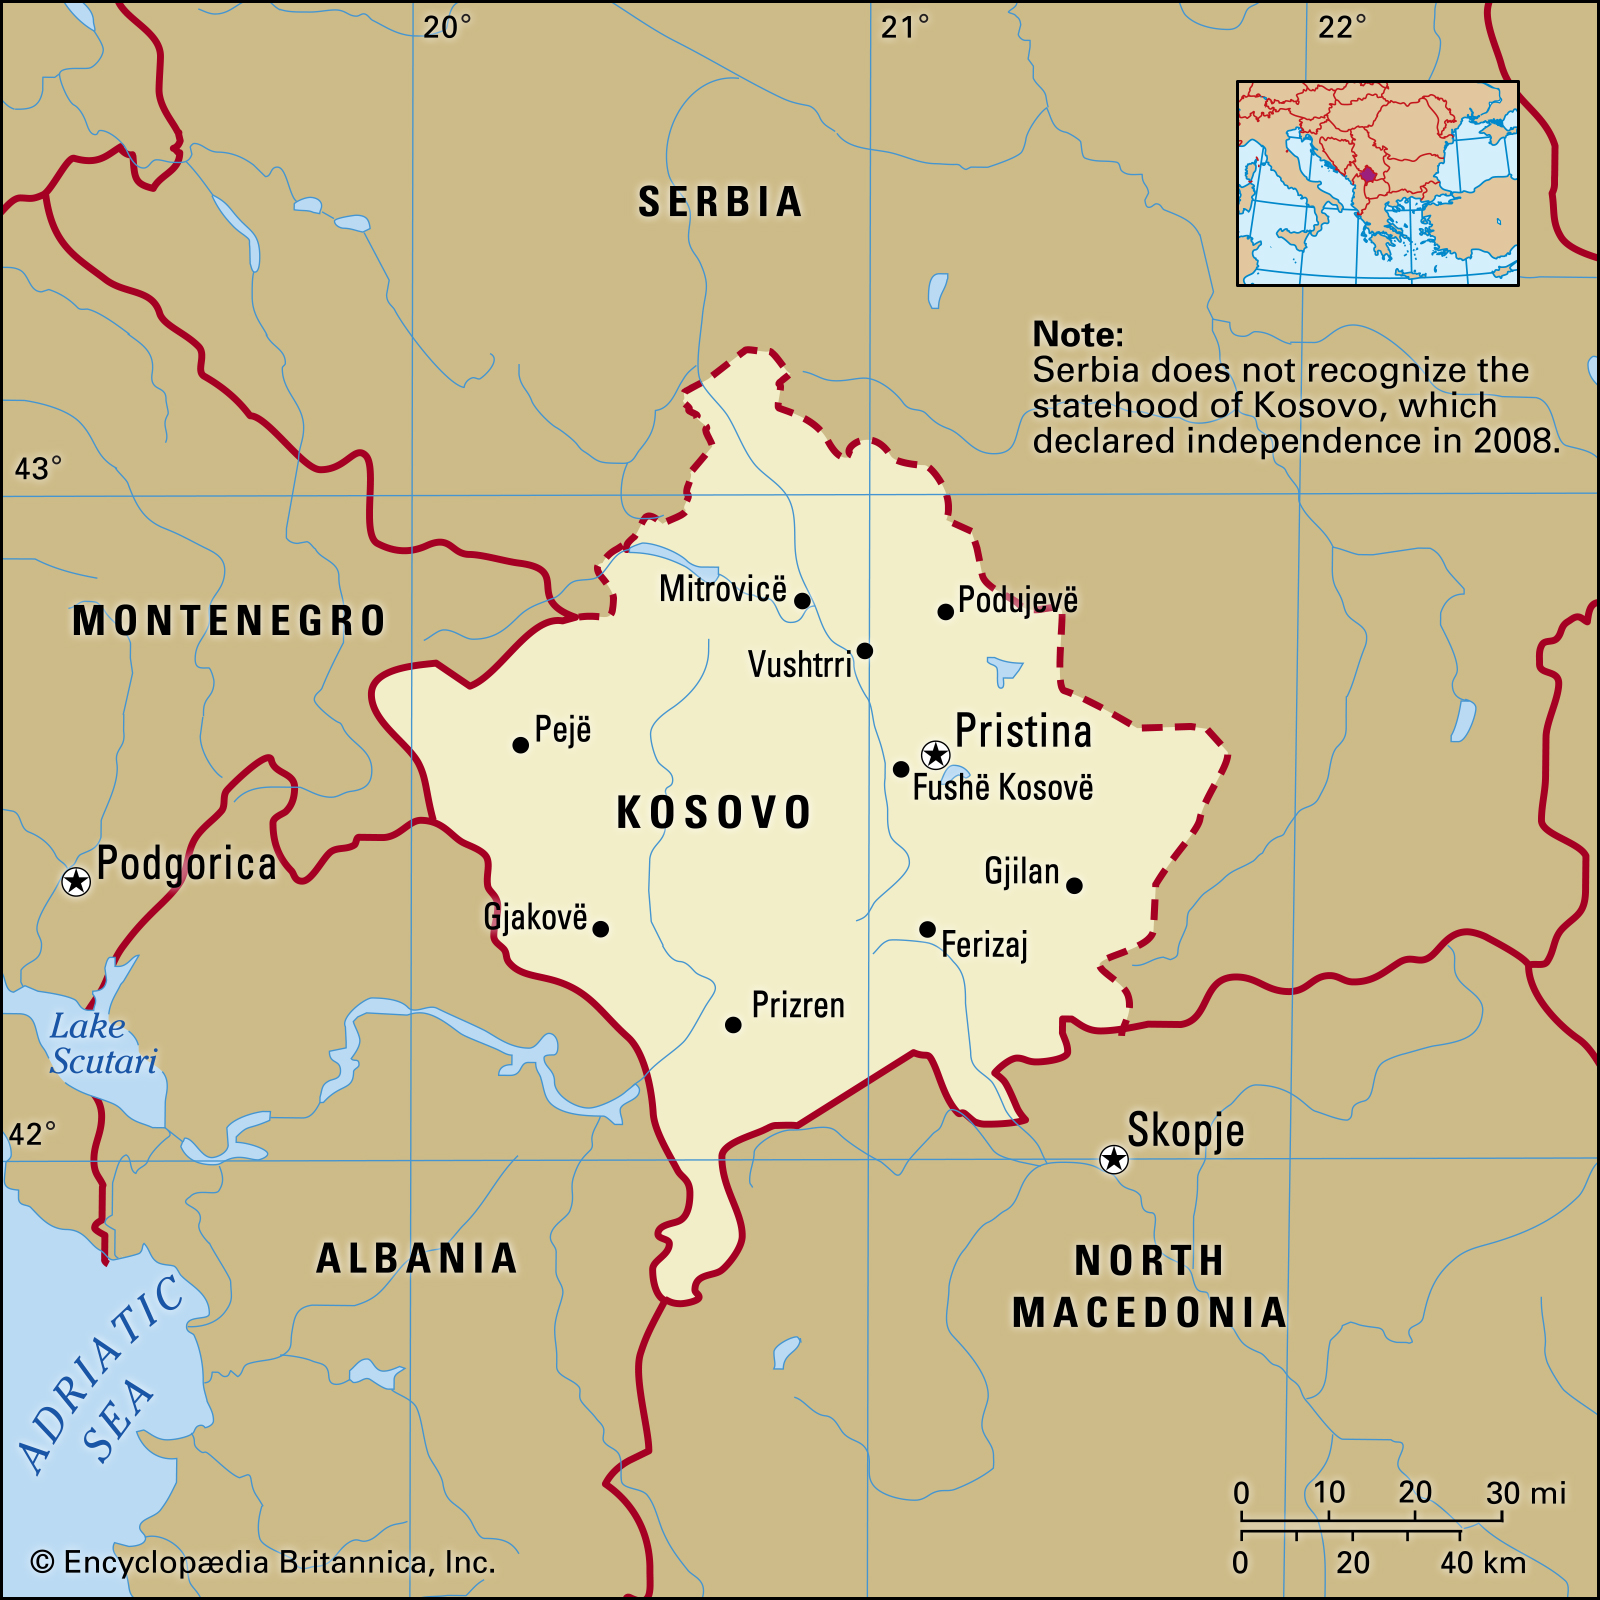 20°
21°
22°
SERBIA
Note:
Serbia does not recognize the
statehood of Kosovo, which
declared independence in 2008.
43°
Mitrovicë
Podujevë
MONTENEGRO
Vushtrri
Pejë
Pristina
Fushë Kosovë
KOSOVO
Podgorica
Gjilan
Gjakovë
Ferizaj
Prizren
Lake
Scutari
42°
Skopje
ALBANIA
NORTH
MACEDONIA
ADRIATIC
SEA
0 10 20 30 mi
0 20 40 km
© Encyclopædia Britannica, Inc.